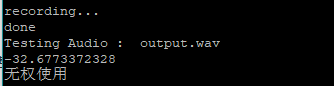 recording...
done
Testing Audio :  output.wav
-32.6773372328
无权使用